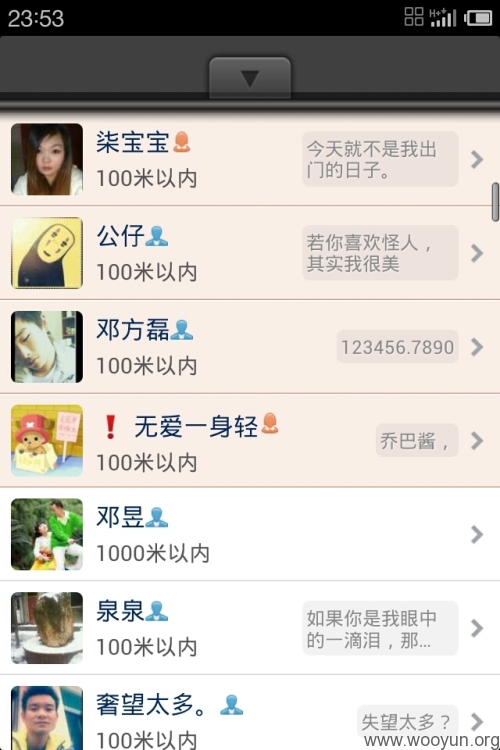 23:53
H+
柒宝宝
100米以内
今天就不是我出
门的日子。
公仔
100米以内
若你喜欢怪人，
其实我很美
邓方磊
100米以内
123456.7890
❗ 无爱一身轻
100米以内
乔巴酱，
邓昱
1000米以内
泉泉
100米以内
如果你是我眼中
的一滴泪，那...
奢望太多。
100米以内
失望太多？
www.wooyun.org